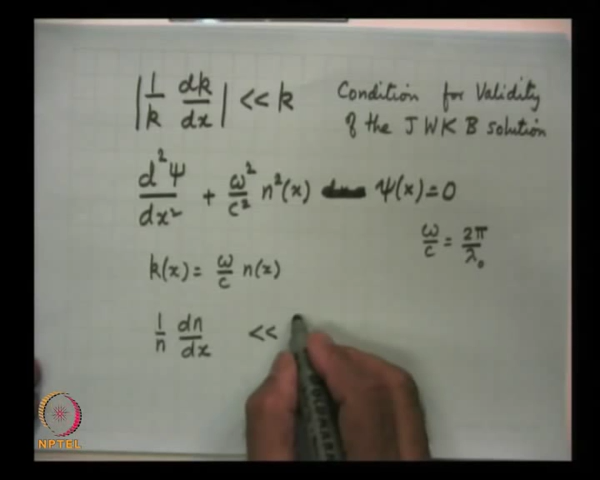 |1/k dk/dx| << k Condition for Validity
of the JWKB solution
d²Ψ/dx² + ω²/c² n²(x) Ψ(x) = 0
ω/c = 2π/λ₀
k(x) = ω/c n(x)
1/n dn/dx <<
NPTEL